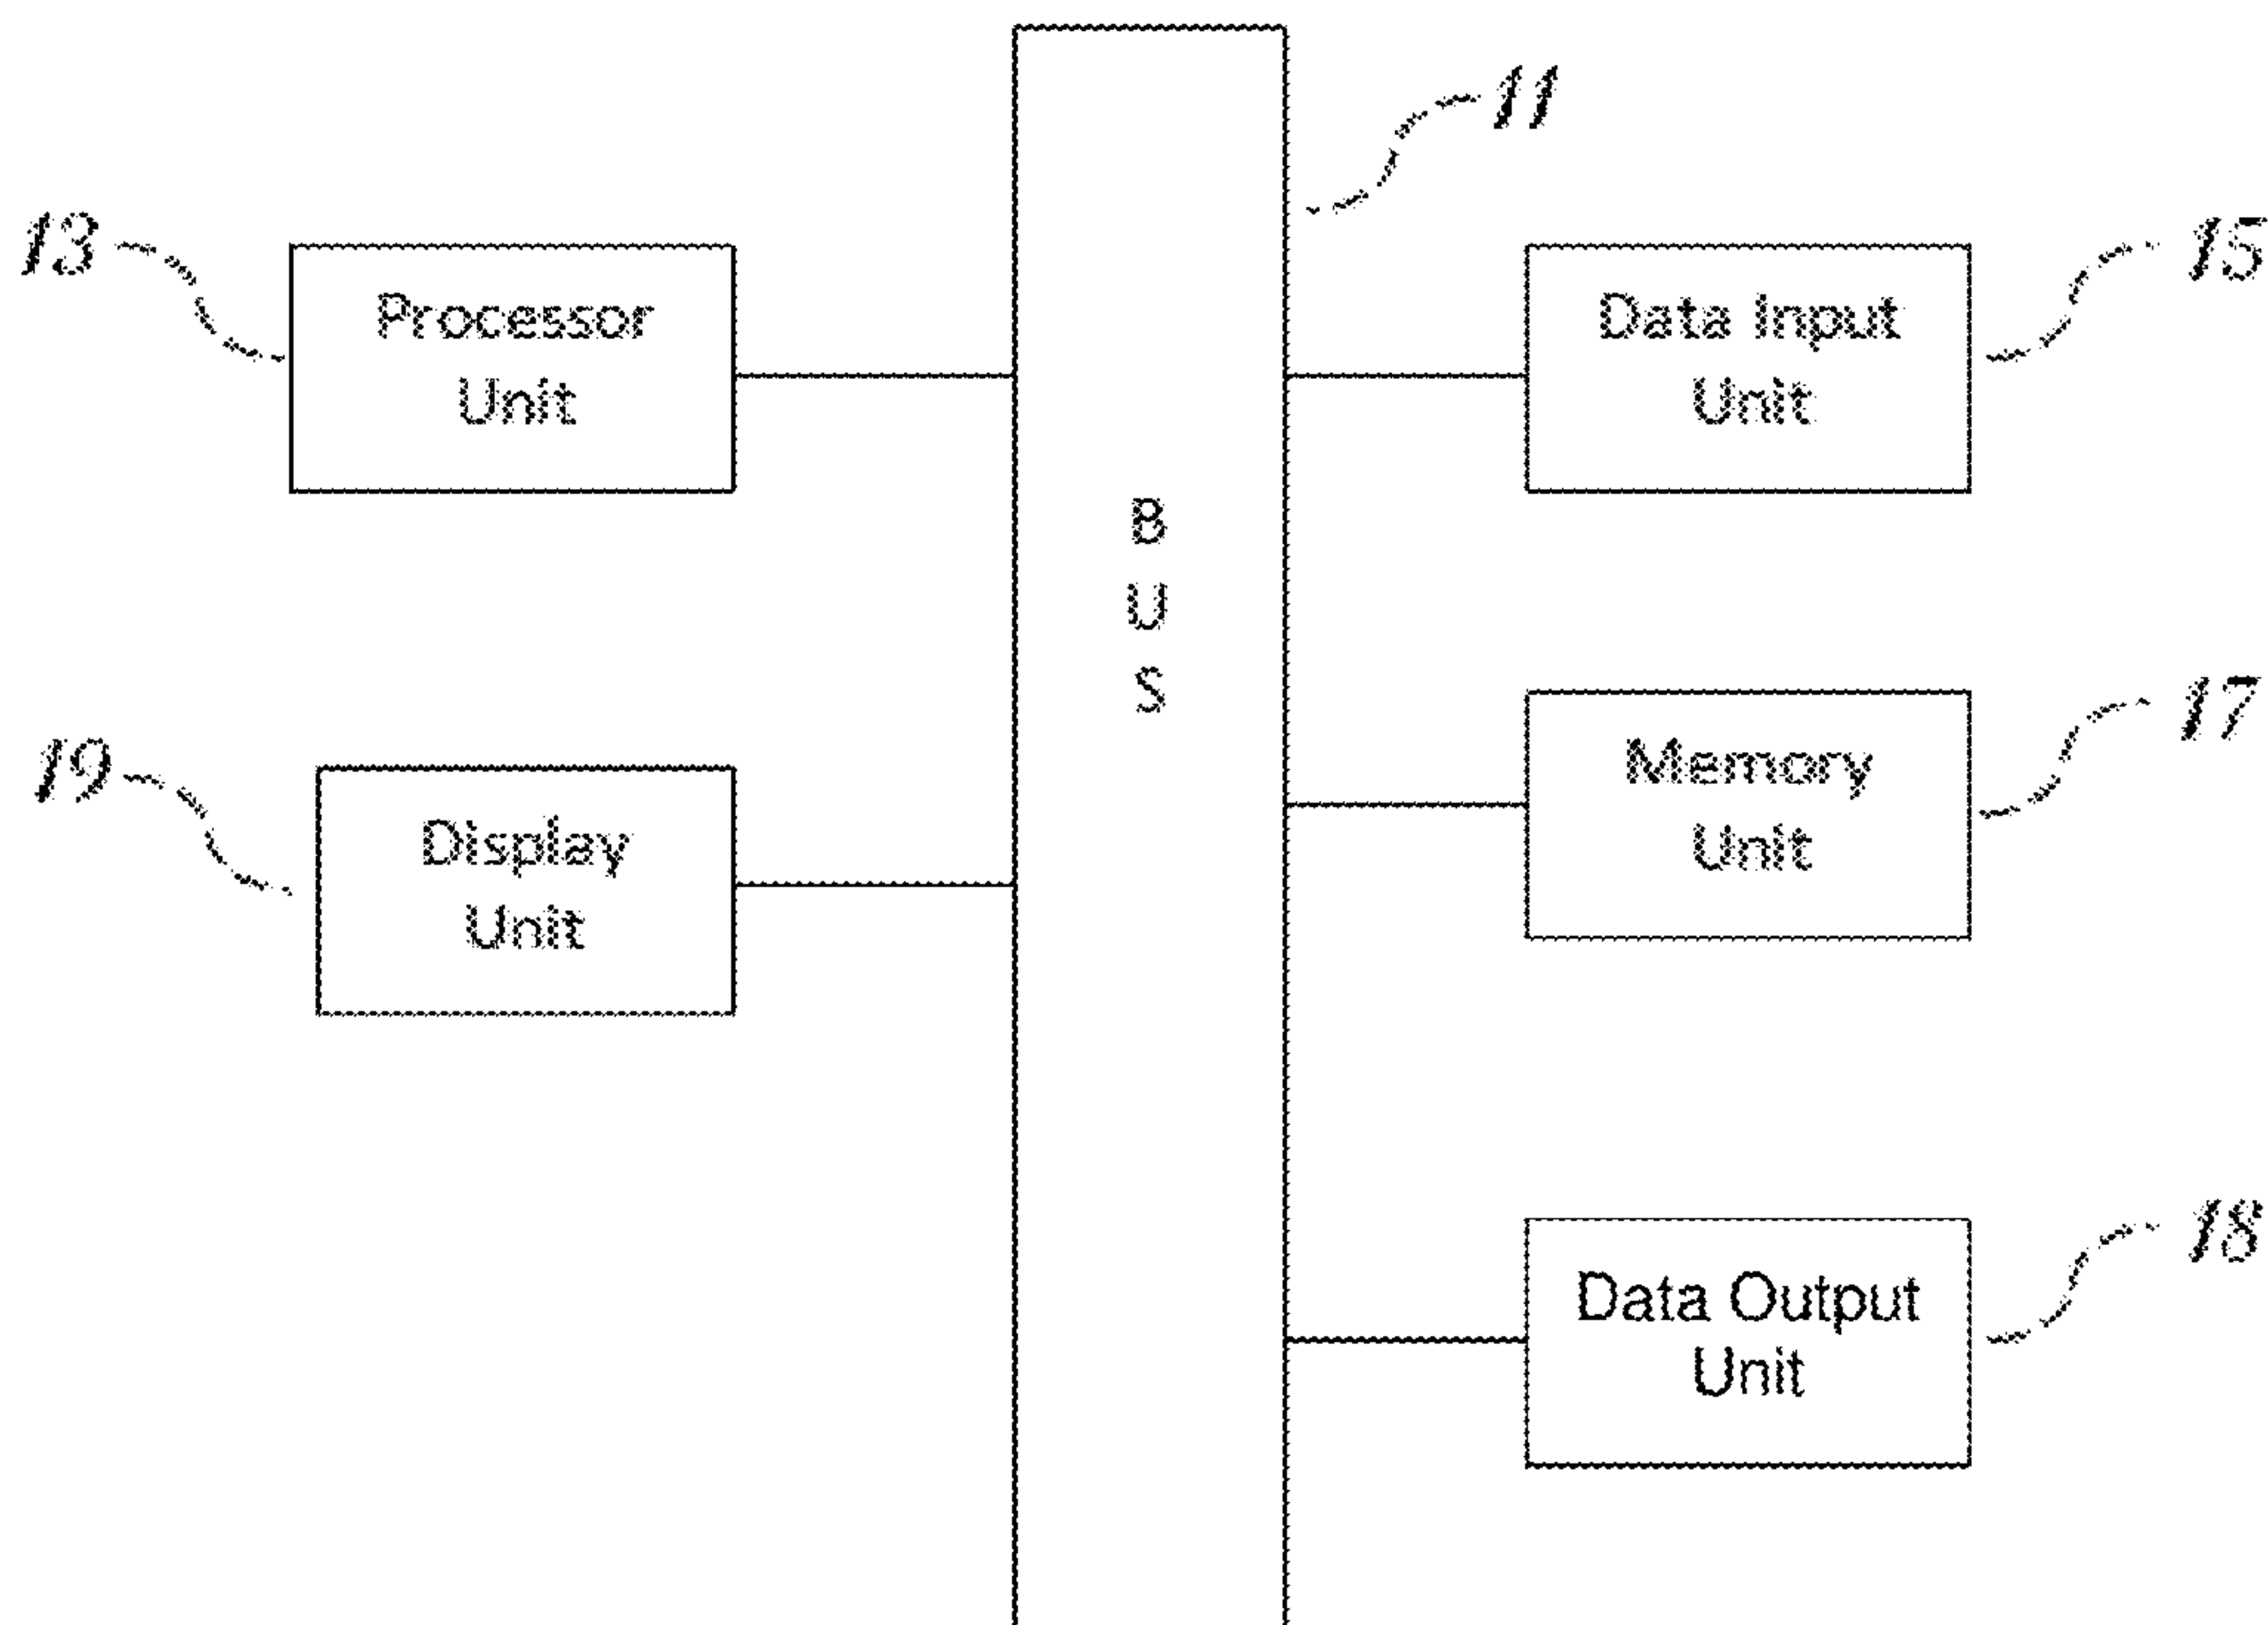 11
13
Processor
Unit
15
Data Input
Unit
B
U
S
19
Display
Unit
17
Memory
Unit
18
Data Output
Unit